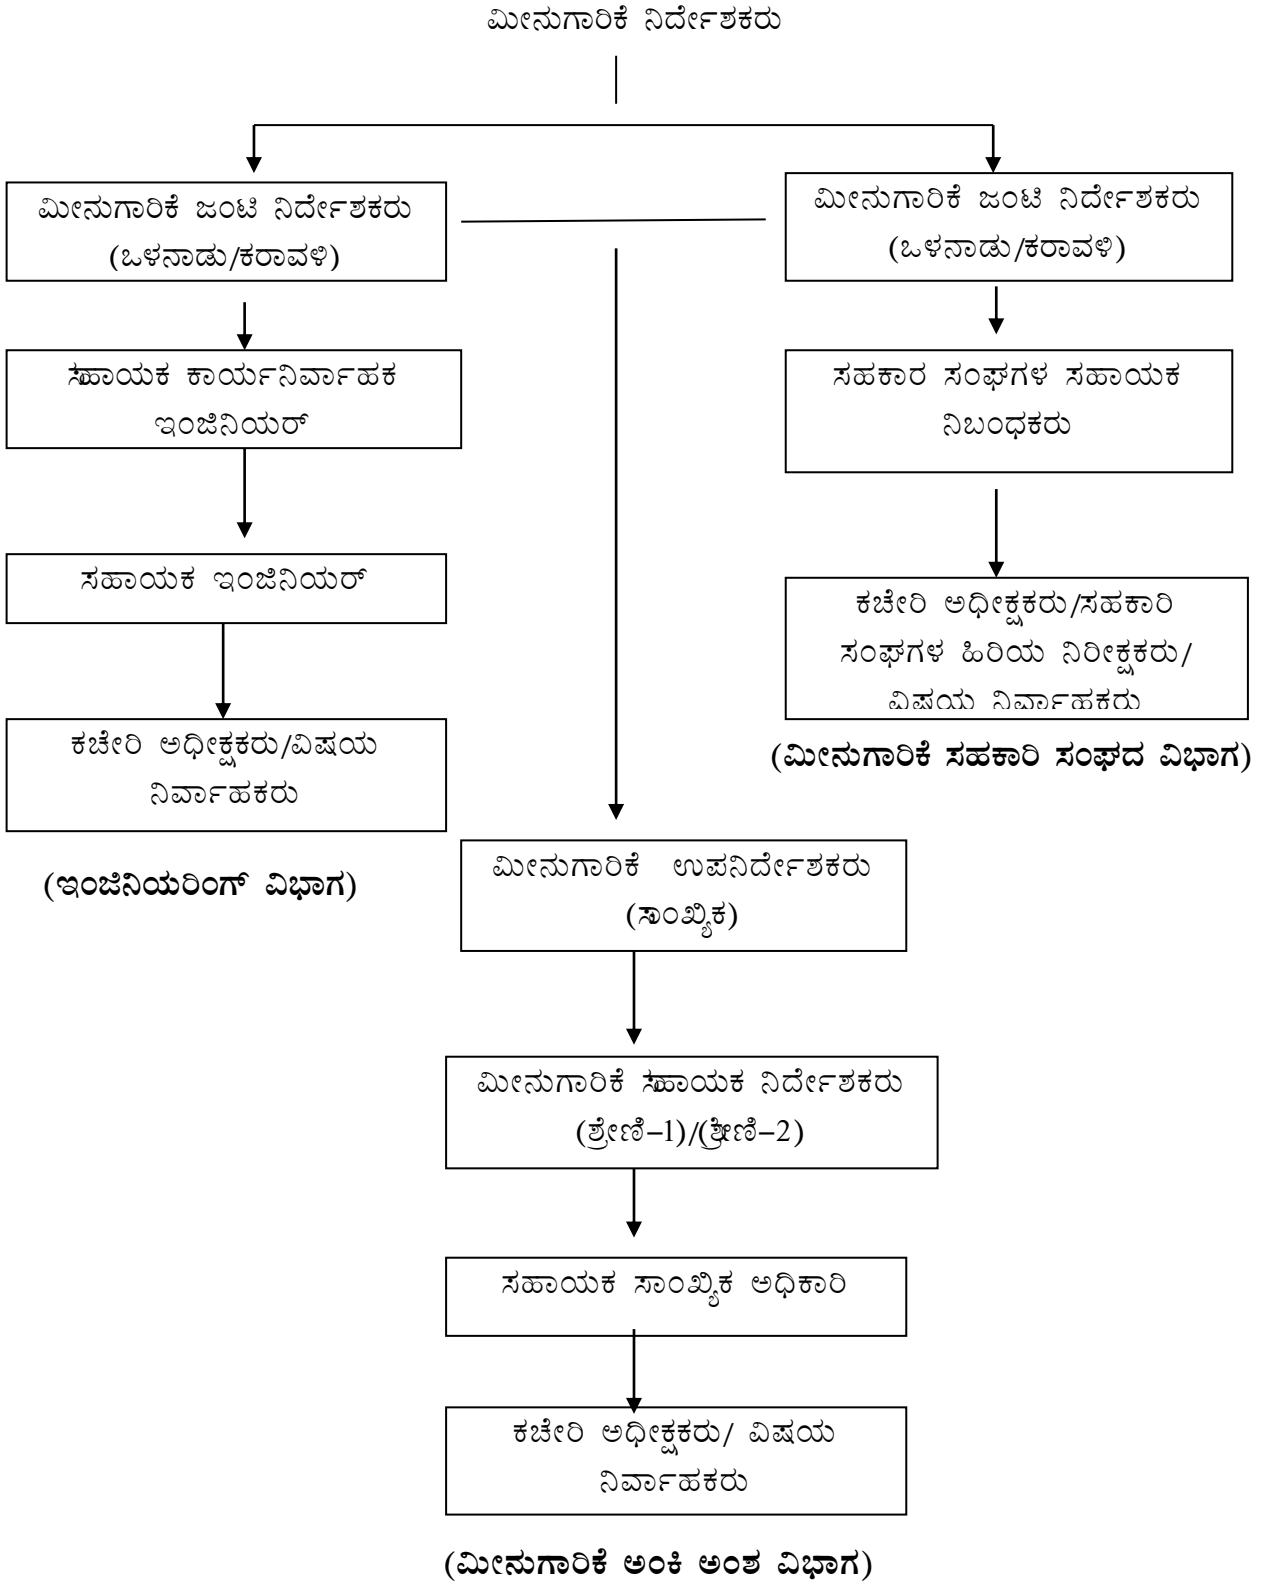 ಮೀನುಗಾರಿಕೆ ನಿರ್ದೇಶಕರು
ಮೀನುಗಾರಿಕೆ ಜಂಟಿ ನಿರ್ದೇಶಕರು
(ಒಳನಾಡು/ಕರಾವಳಿ)
ಮೀನುಗಾರಿಕೆ ಜಂಟಿ ನಿರ್ದೇಶಕರು
(ಒಳನಾಡು/ಕರಾವಳಿ)
ಸಹಾಯಕ ಕಾರ್ಯನಿರ್ವಾಹಕ
ಇಂಜಿನಿಯರ್
ಸಹಕಾರ ಸಂಘಗಳ ಸಹಾಯಕ
ನಿಬಂಧಕರು
ಸಹಾಯಕ ಇಂಜಿನಿಯರ್
ಕಚೇರಿ ಅಧೀಕ್ಷಕರು/ಸಹಕಾರಿ
ಸಂಘಗಳ ಹಿರಿಯ ನಿರೀಕ್ಷಕರು/
ವಿಷಯ ನಿರ್ವಾಹಕರು
ಕಚೇರಿ ಅಧೀಕ್ಷಕರು/ವಿಷಯ
ನಿರ್ವಾಹಕರು
(ಮೀನುಗಾರಿಕೆ ಸಹಕಾರಿ ಸಂಘದ ವಿಭಾಗ)
(ಇಂಜಿನಿಯರಿಂಗ್ ವಿಭಾಗ)
ಮೀನುಗಾರಿಕೆ ಉಪನಿರ್ದೇಶಕರು
(ಸಾಂಖ್ಯಿಕ)
ಮೀನುಗಾರಿಕೆ ಸಹಾಯಕ ನಿರ್ದೇಶಕರು
(ಶ್ರೇಣಿ-1)/(ಶ್ರೇಣಿ-2)
ಸಹಾಯಕ ಸಾಂಖ್ಯಿಕ ಅಧಿಕಾರಿ
ಕಚೇರಿ ಅಧೀಕ್ಷಕರು/ ವಿಷಯ
ನಿರ್ವಾಹಕರು
(ಮೀನುಗಾರಿಕೆ ಅಂಕಿ ಅಂಶ ವಿಭಾಗ)